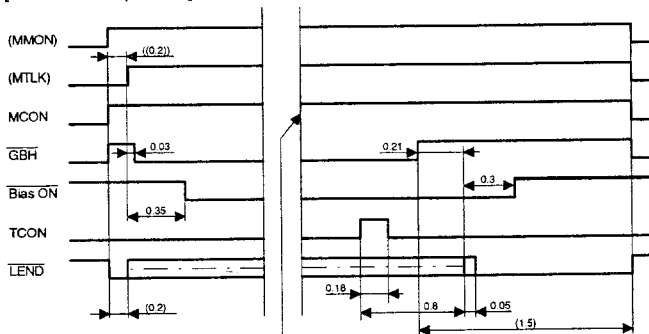 (MMON)
((0.2))
(MTLK)
MCON
GBH
0.03
0.21
Bias ON
0.35
0.3
TCON
LEND
0.18
0.8
0.05
(0.2)
(1.5)